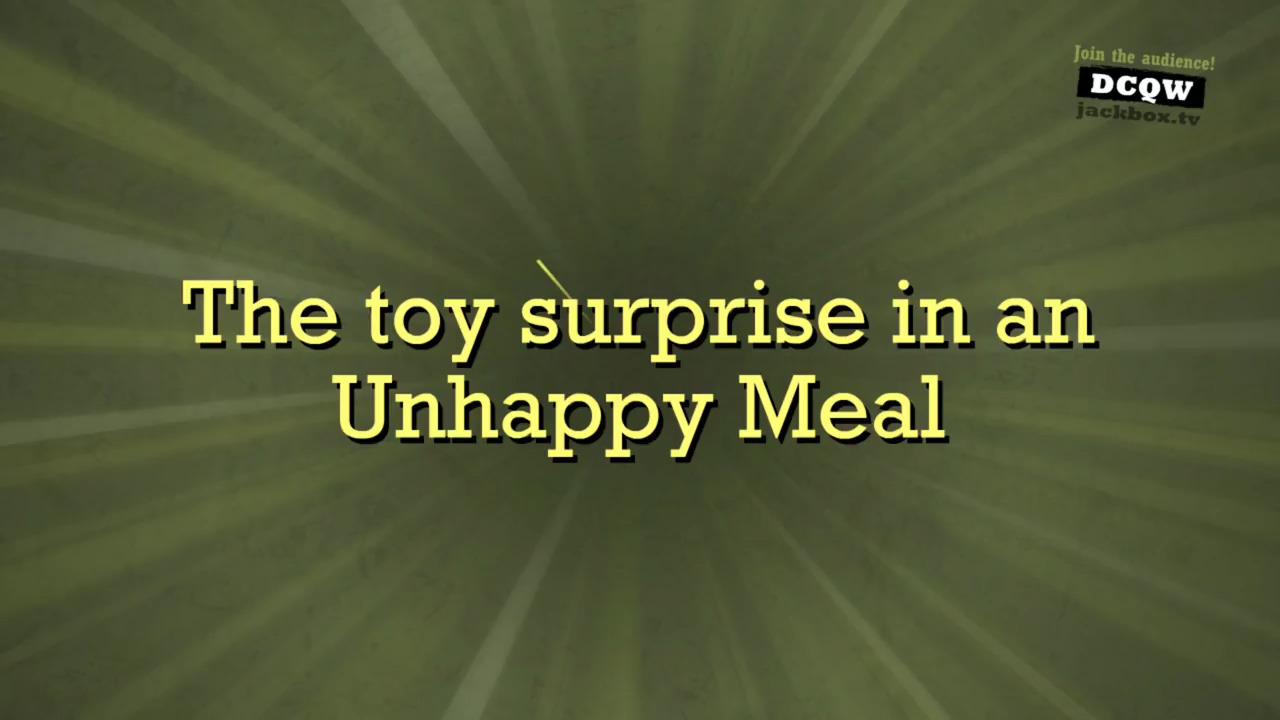 Join the audience!
DCQW
jackbox.tv
The toy surprise in an
Unhappy Meal